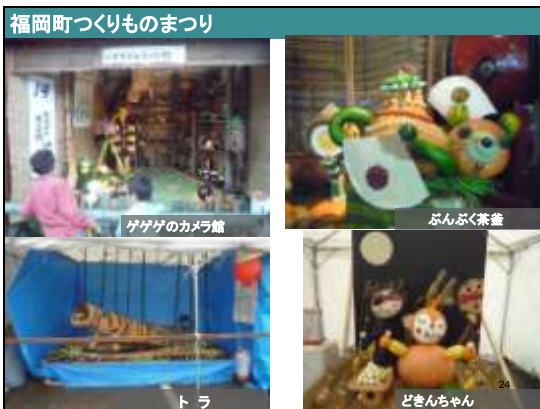 福岡町つくりものまつり
ゲゲゲのカメラ館
ぶんぶく茶釜
ト ラ
どきんちゃん
24